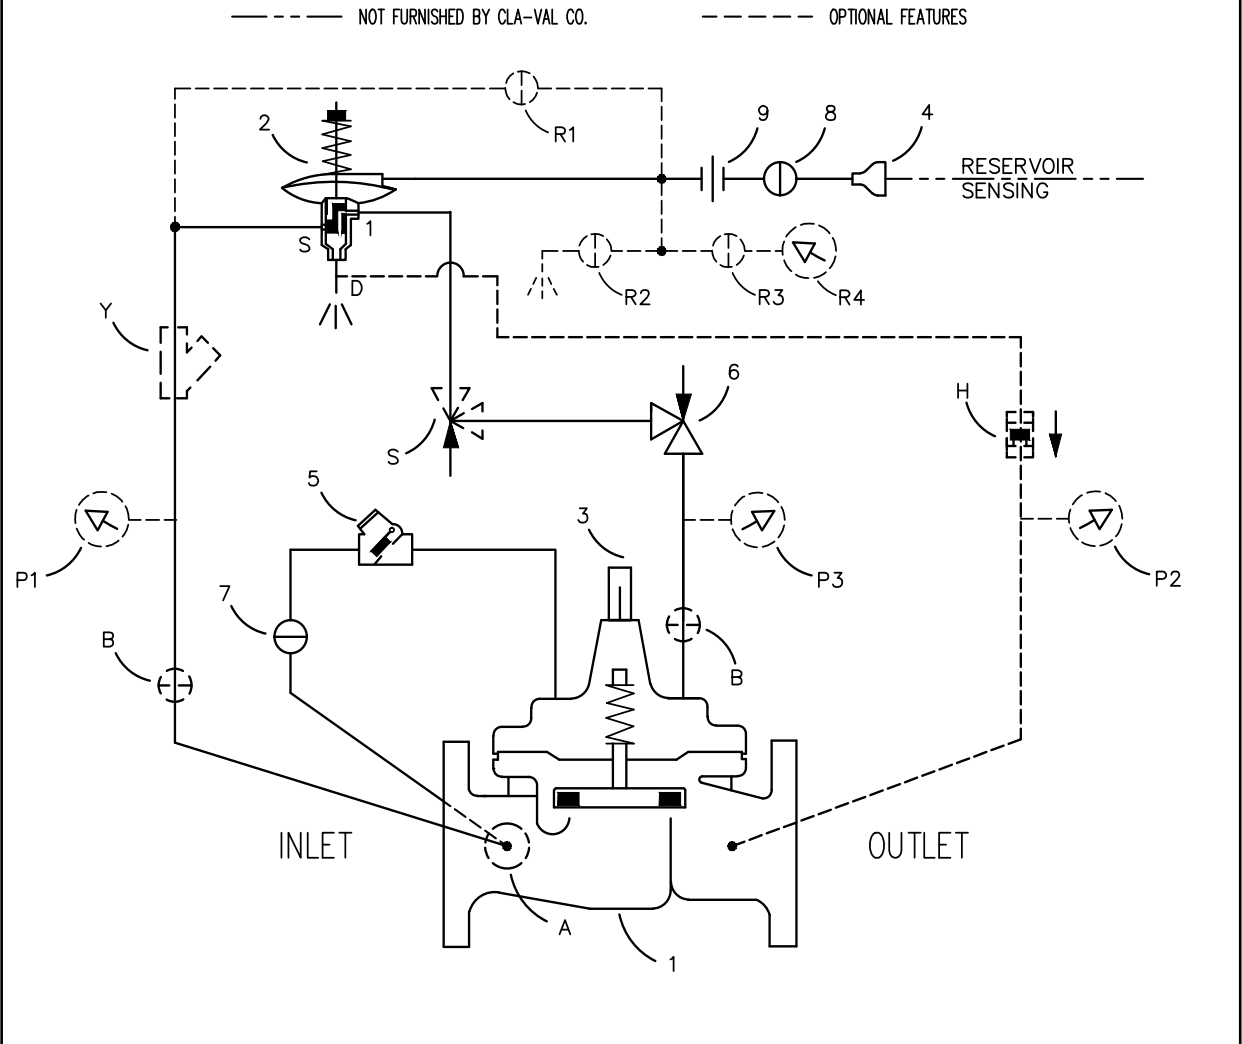 NOT FURNISHED BY CLA-VAL CO.
OPTIONAL FEATURES
2
R1
9
8
4
RESERVOIR
SENSING
S
1
D
R2
R3
R4
Y
6
H
S
5
3
P1
P3
P2
7
B
B
INLET
OUTLET
A
1